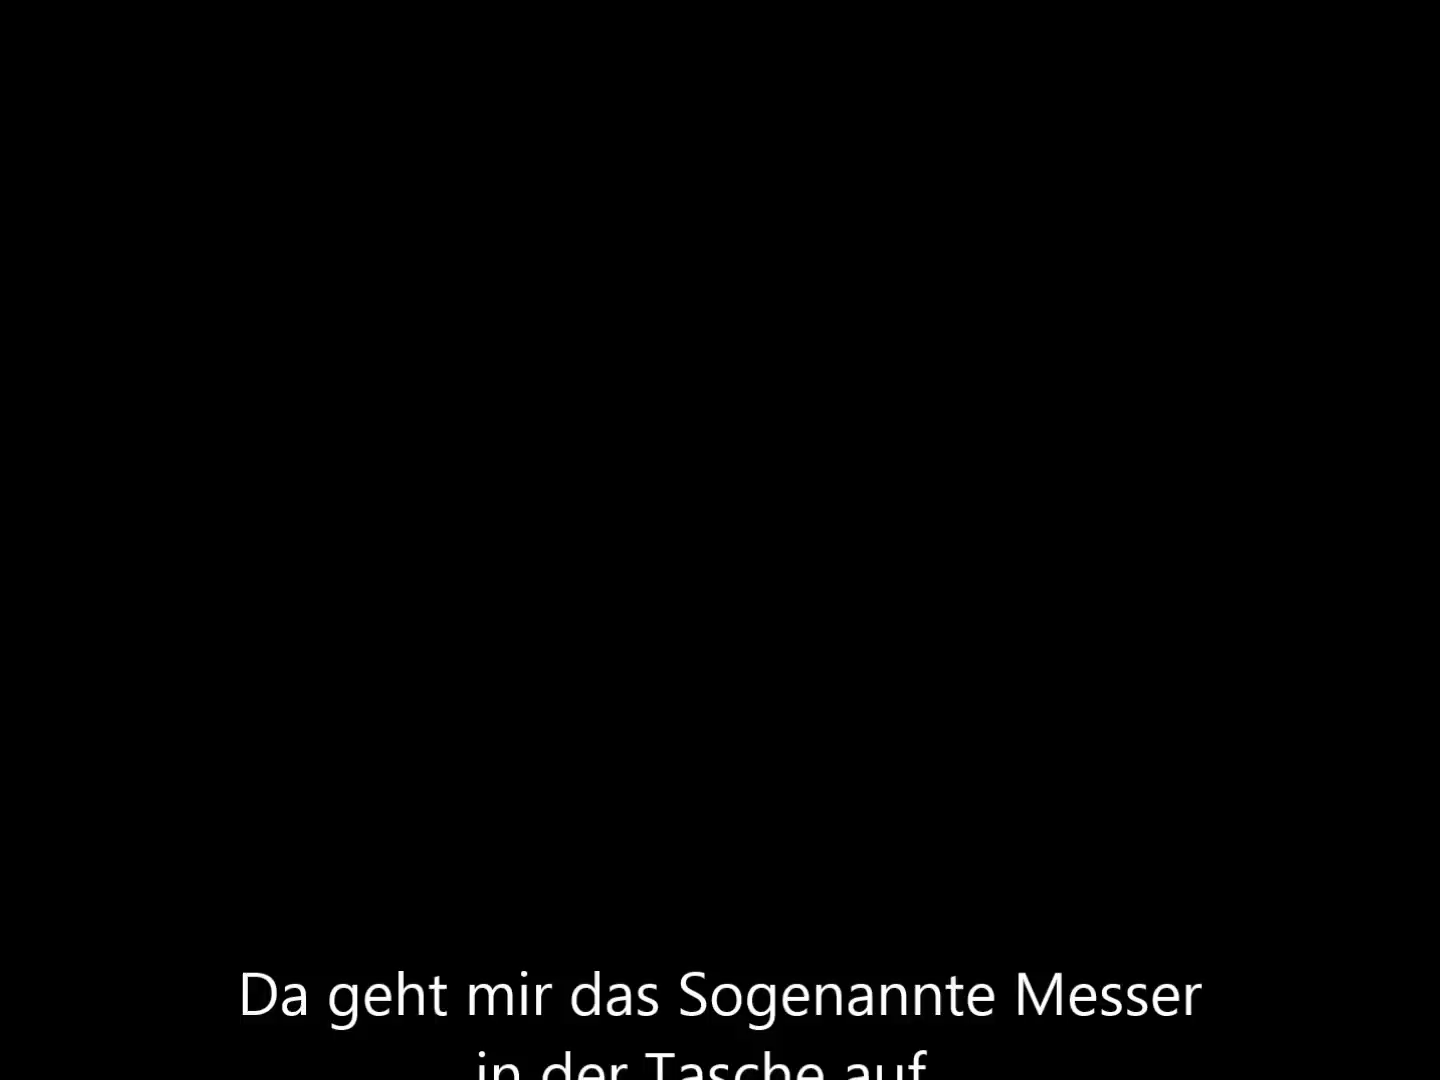 Da geht mir das Sogenannte Messer
in der Tasche auf